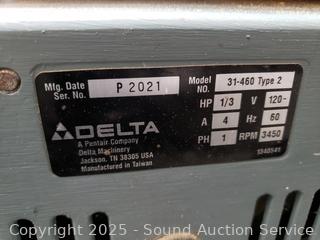 Mfg. Date
Ser. No.
P 2021
Model
NO.
31-460 Type 2
HP 1/3 V 120~
A 4 Hz 60
PH 1 RPM 3450
DELTA
A Pentair Company
Delta Machinery
Jackson, TN 38305 USA
Manufactured in Taiwan
1340541
Copyright 2025 - Sound Auction Service